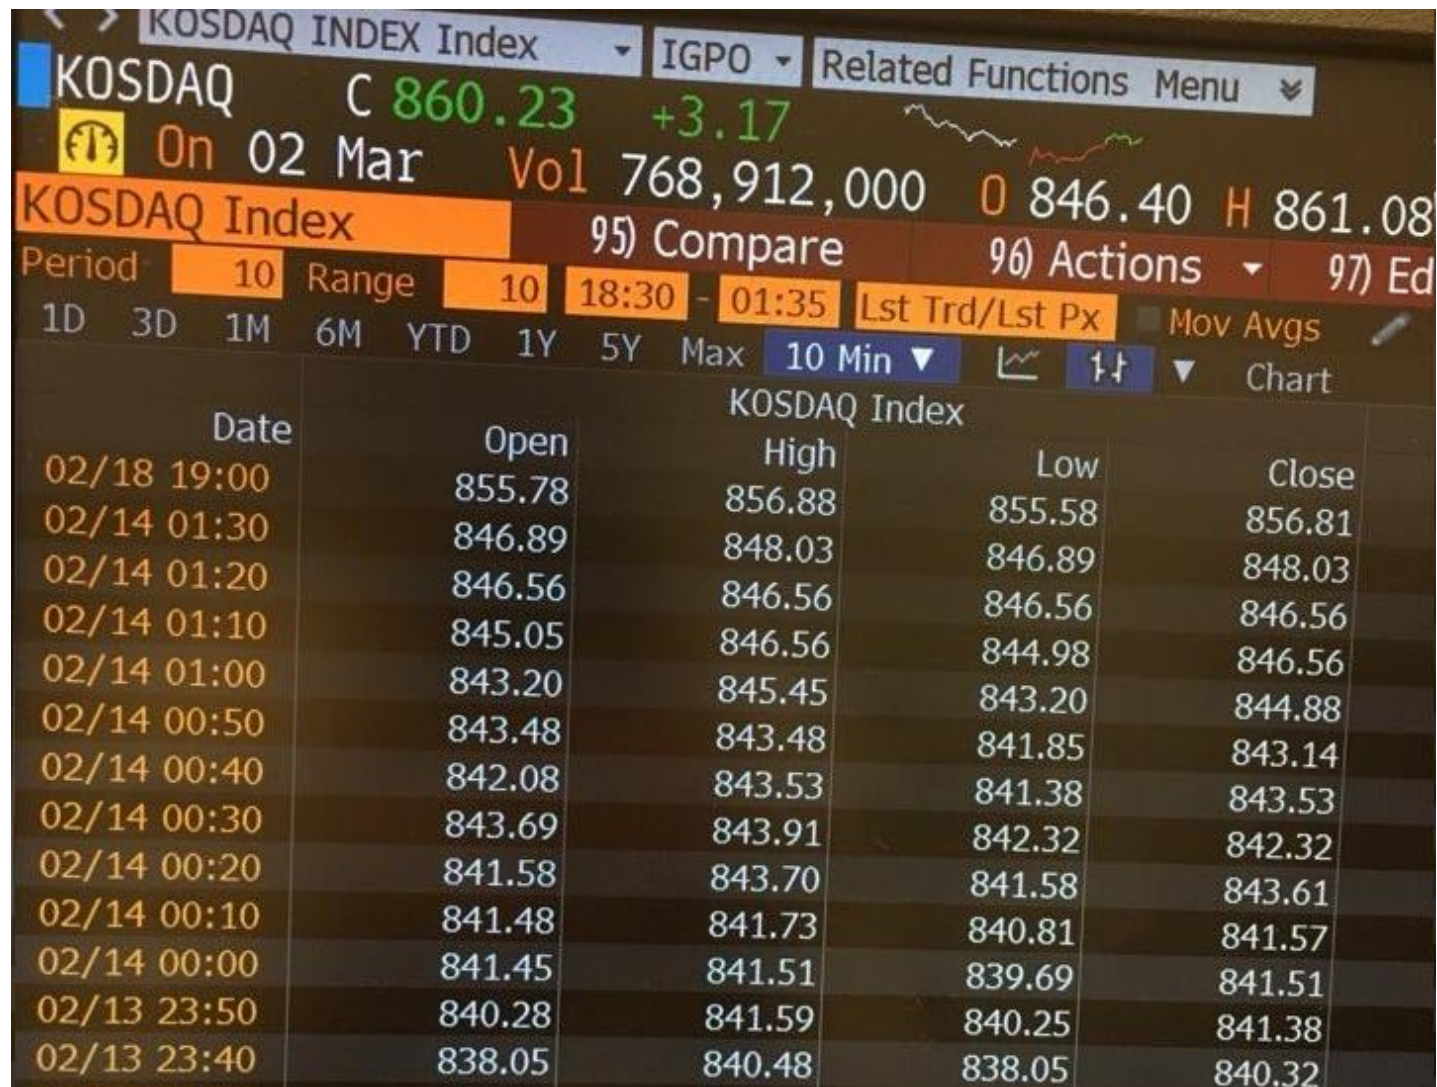 KOSDAQ INDEX Index IGPO Related Functions Menu
KOSDAQ C 860.23 +3.17
On 02 Mar Vol 768,912,000 O 846.40 H 861.08
KOSDAQ Index 95) Compare 96) Actions 97) Ed
Period 10 Range 10 18:30 - 01:35 Lst Trd/Lst Px Mov Avgs
1D 3D 1M 6M YTD 1Y 5Y Max 10 Min ▼ ▼ Chart
KOSDAQ Index
Date Open High Low Close
02/18 19:00 855.78 856.88 855.58 856.81
02/14 01:30 846.89 848.03 846.89 848.03
02/14 01:20 846.56 846.56 846.56 846.56
02/14 01:10 845.05 846.56 844.98 846.56
02/14 01:00 843.20 845.45 843.20 844.88
02/14 00:50 843.48 843.48 841.85 843.14
02/14 00:40 842.08 843.53 841.38 843.53
02/14 00:30 843.69 843.91 842.32 842.32
02/14 00:20 841.58 843.70 841.58 843.61
02/14 00:10 841.48 841.73 840.81 841.57
02/14 00:00 841.45 841.51 839.69 841.51
02/13 23:50 840.28 841.59 840.25 841.38
02/13 23:40 838.05 840.48 838.05 840.32